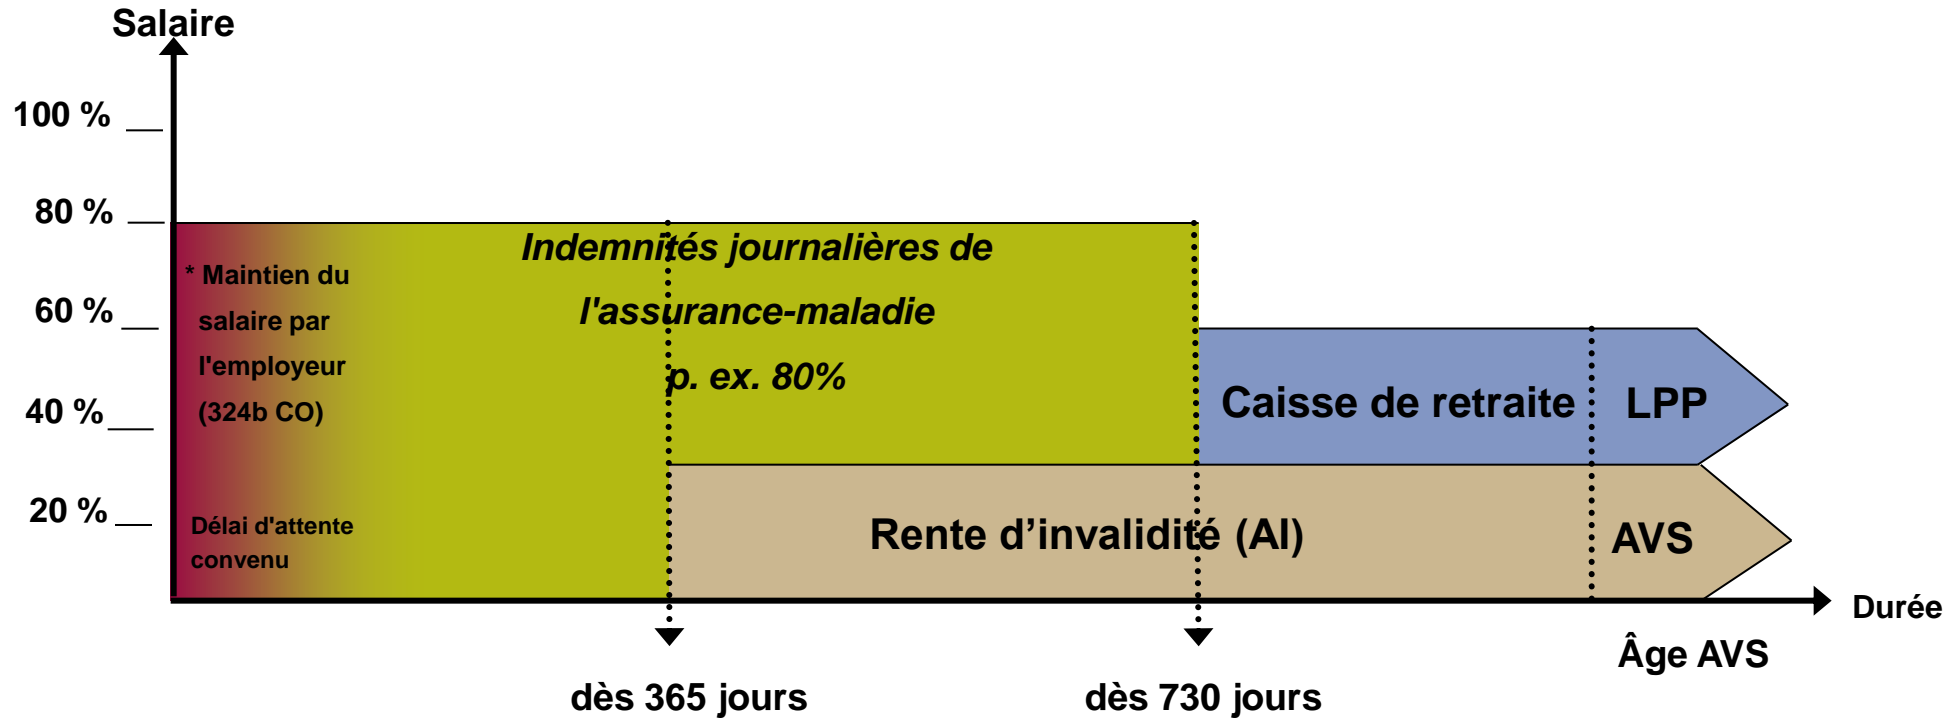 Salaire
100 %
80 %
60 %
40 %
20 %
* Maintien du
salaire par
l'employeur
(324b CO)
Délai d'attente
convenu
Indemnités journalières de
l'assurance-maladie
p. ex. 80%
Caisse de retraite
LPP
Rente d’invalidité (AI)
AVS
Durée
Âge AVS
dès 365 jours
dès 730 jours